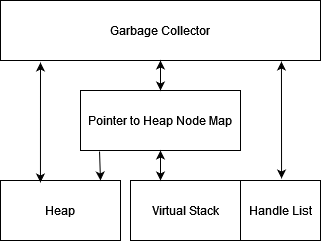 Garbage Collector
Pointer to Heap Node Map
Heap
Virtual Stack
Handle List